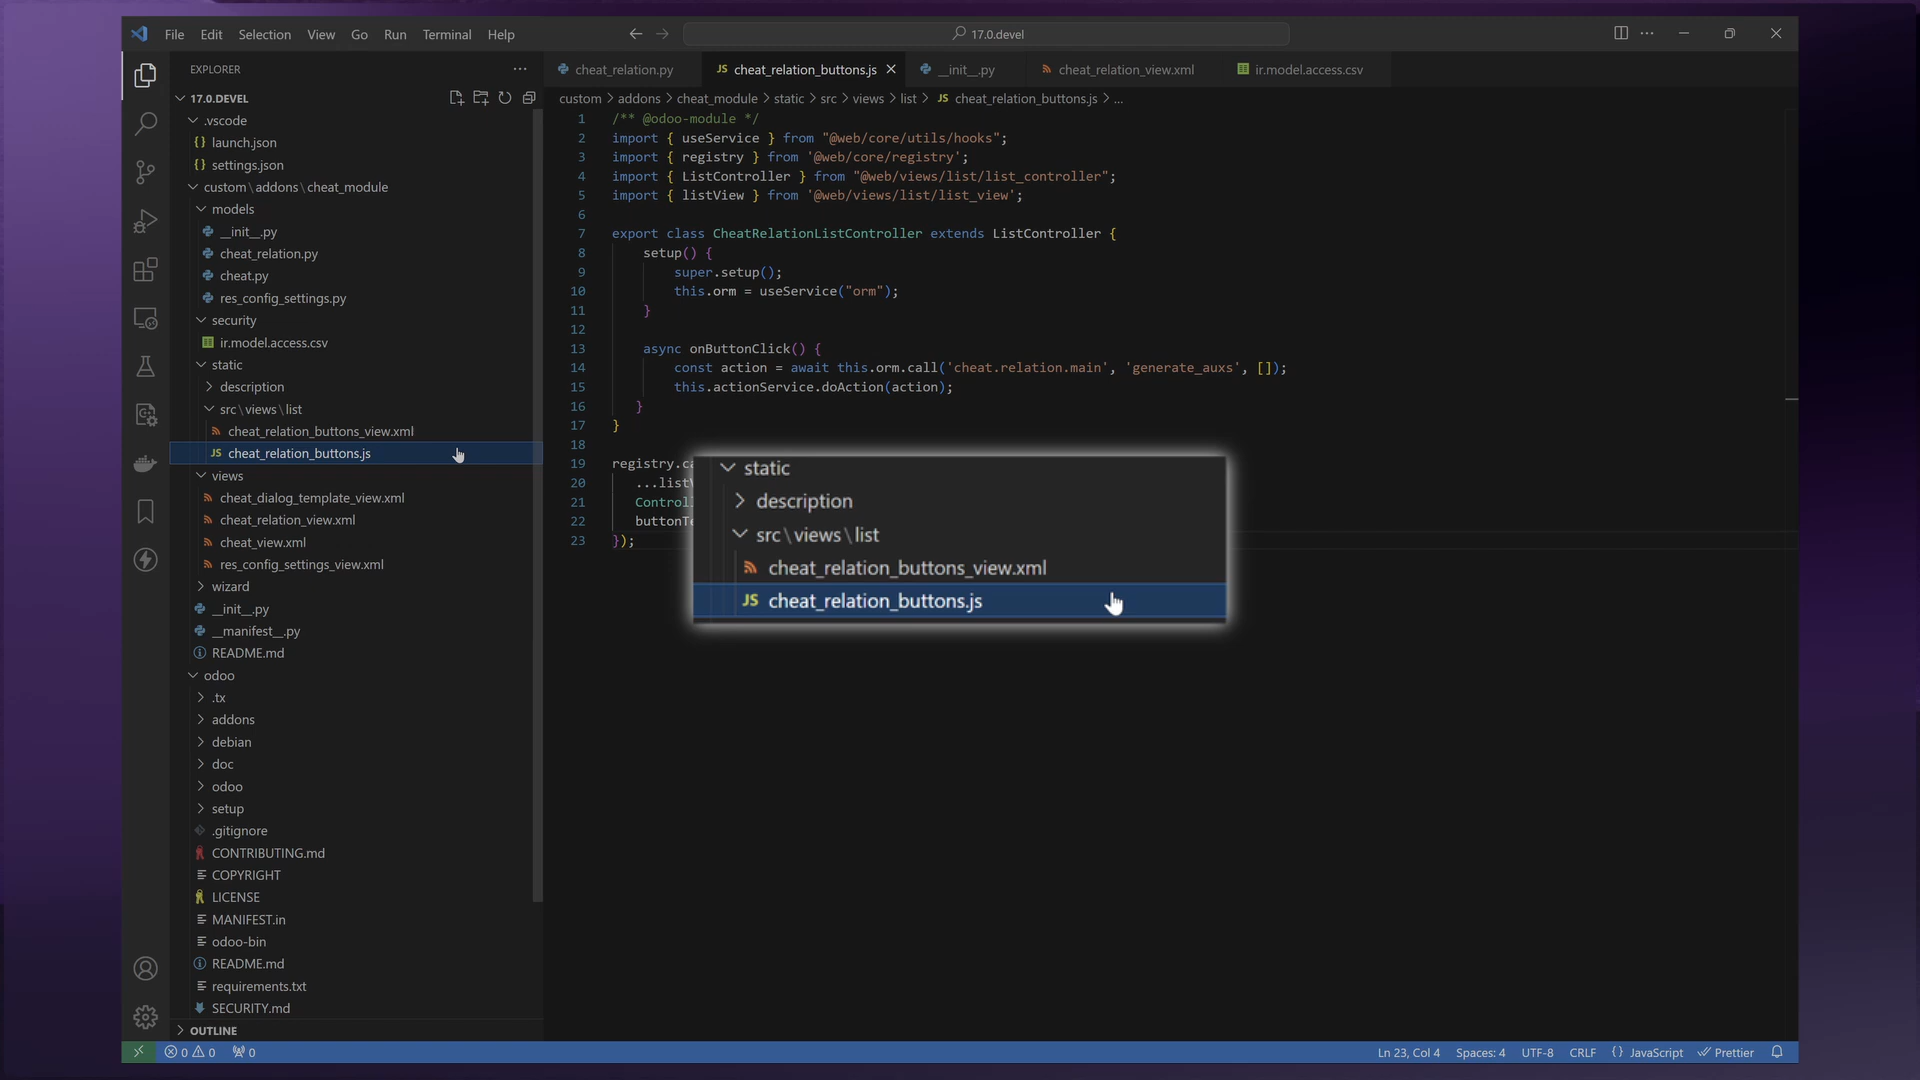 File Edit Selection View Go Run Terminal Help
17.0.devel
EXPLORER
17.0.DEVEL
.vscode
launch.json
settings.json
custom\addons\cheat_module
models
__init__.py
cheat_relation.py
cheat.py
res_config_settings.py
security
ir.model.access.csv
static
description
src\views\list
cheat_relation_buttons_view.xml
JS cheat_relation_buttons.js
views
cheat_dialog_template_view.xml
cheat_relation_view.xml
cheat_view.xml
res_config_settings_view.xml
wizard
__init__.py
__manifest__.py
README.md
odoo
.tx
addons
debian
doc
odoo
setup
.gitignore
CONTRIBUTING.md
COPYRIGHT
LICENSE
MANIFEST.in
odoo-bin
README.md
requirements.txt
SECURITY.md
OUTLINE
cheat_relation.py JS cheat_relation_buttons.js __init__.py cheat_relation_view.xml ir.model.access.csv
custom > addons > cheat_module > static > src > views > list > JS cheat_relation_buttons.js > ...
1 /** @odoo-module */
2 import { useService } from "@web/core/utils/hooks";
3 import { registry } from '@web/core/registry';
4 import { ListController } from "@web/views/list/list_controller";
5 import { listView } from '@web/views/list/list_view';
6
7 export class CheatRelationListController extends ListController {
8 setup() {
9 super.setup();
10 this.orm = useService("orm");
11 }
12
13 async onButtonClick() {
14 const action = await this.orm.call('cheat.relation.main', 'generate_auxs', []);
15 this.actionService.doAction(action);
16 }
17 }
18
19 registry.ca
20 ...list
21 Control
22 buttonTe
23 });
static
description
src\views\list
cheat_relation_buttons_view.xml
JS cheat_relation_buttons.js
0 0 0
Ln 23, Col 4 Spaces: 4 UTF-8 CRLF {} JavaScript Prettier